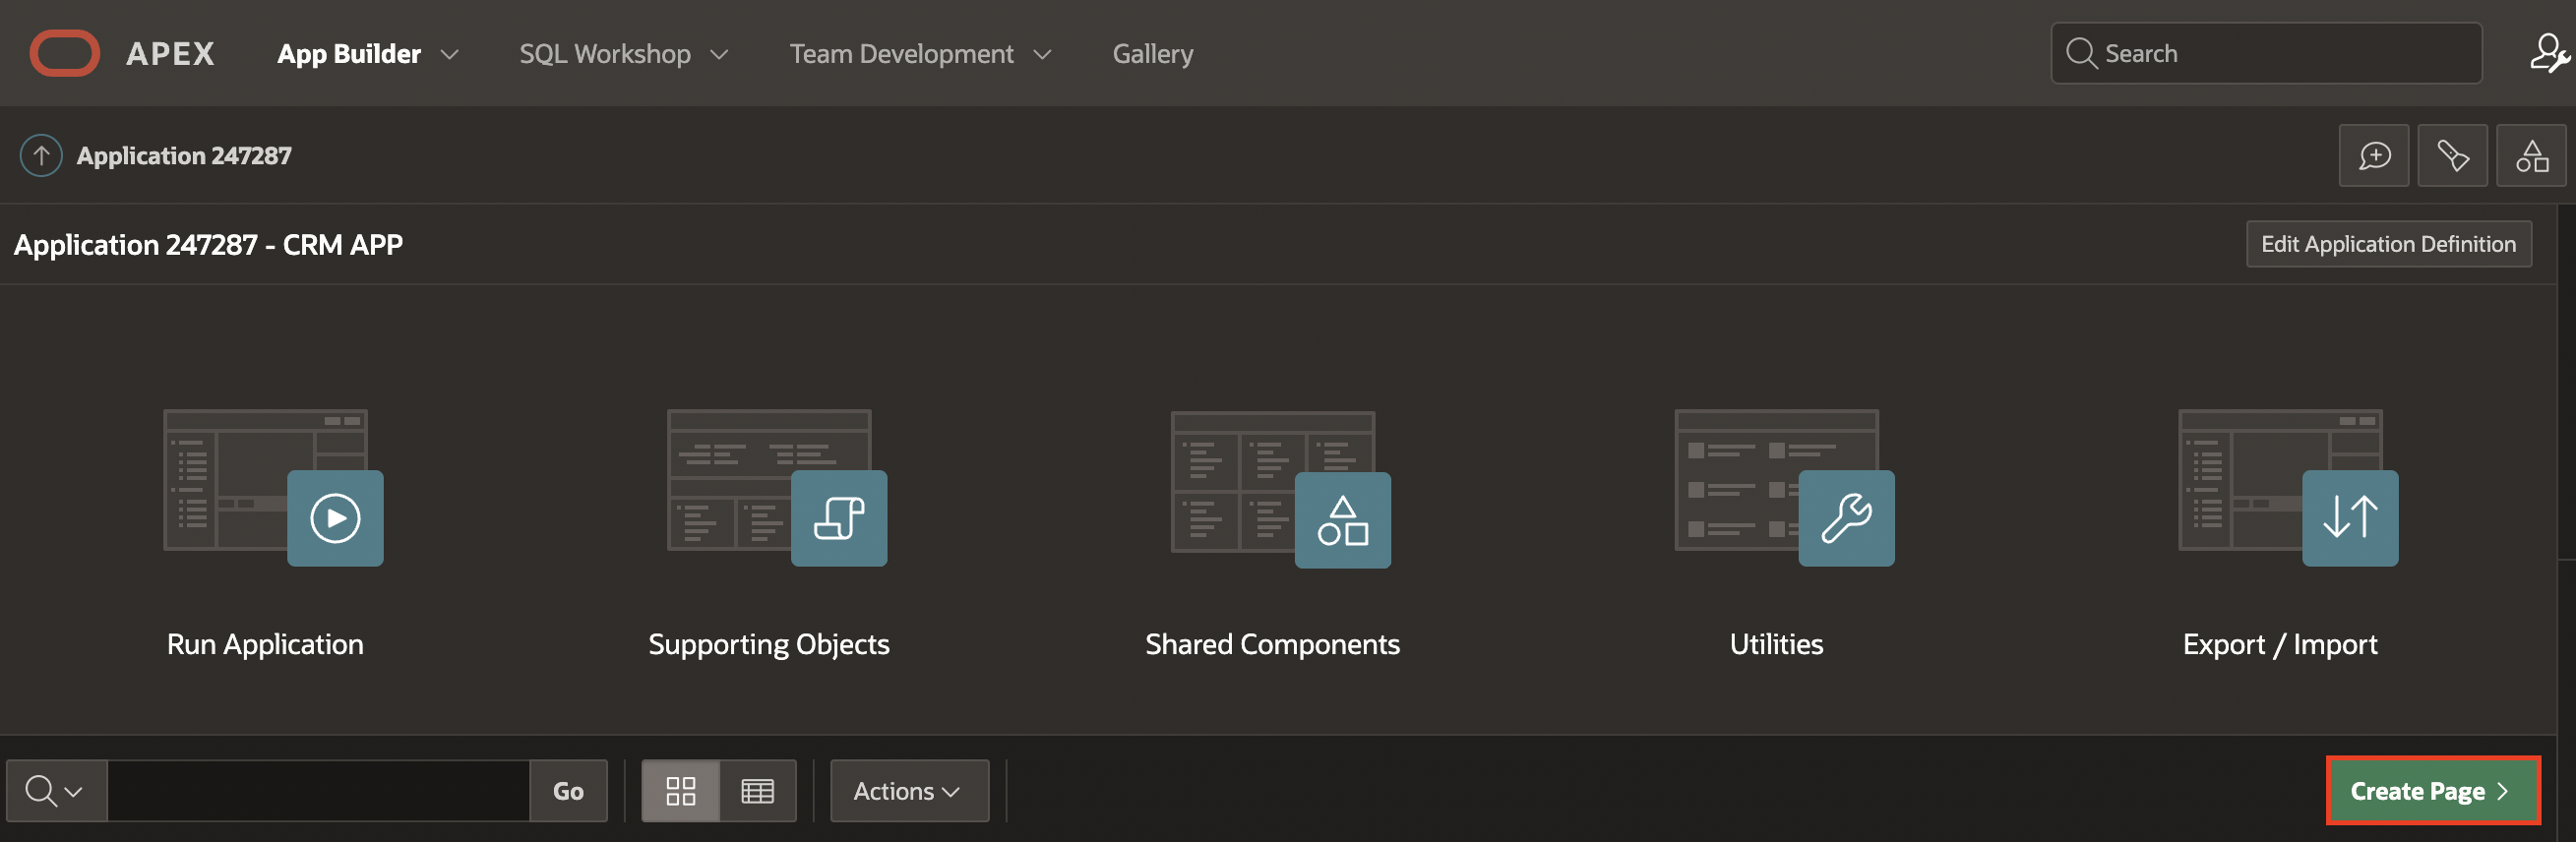 APEX App Builder SQL Workshop Team Development Gallery Search
Application 247287
Application 247287 - CRM APP Edit Application Definition
Run Application Supporting Objects Shared Components Utilities Export / Import
Go Actions Create Page